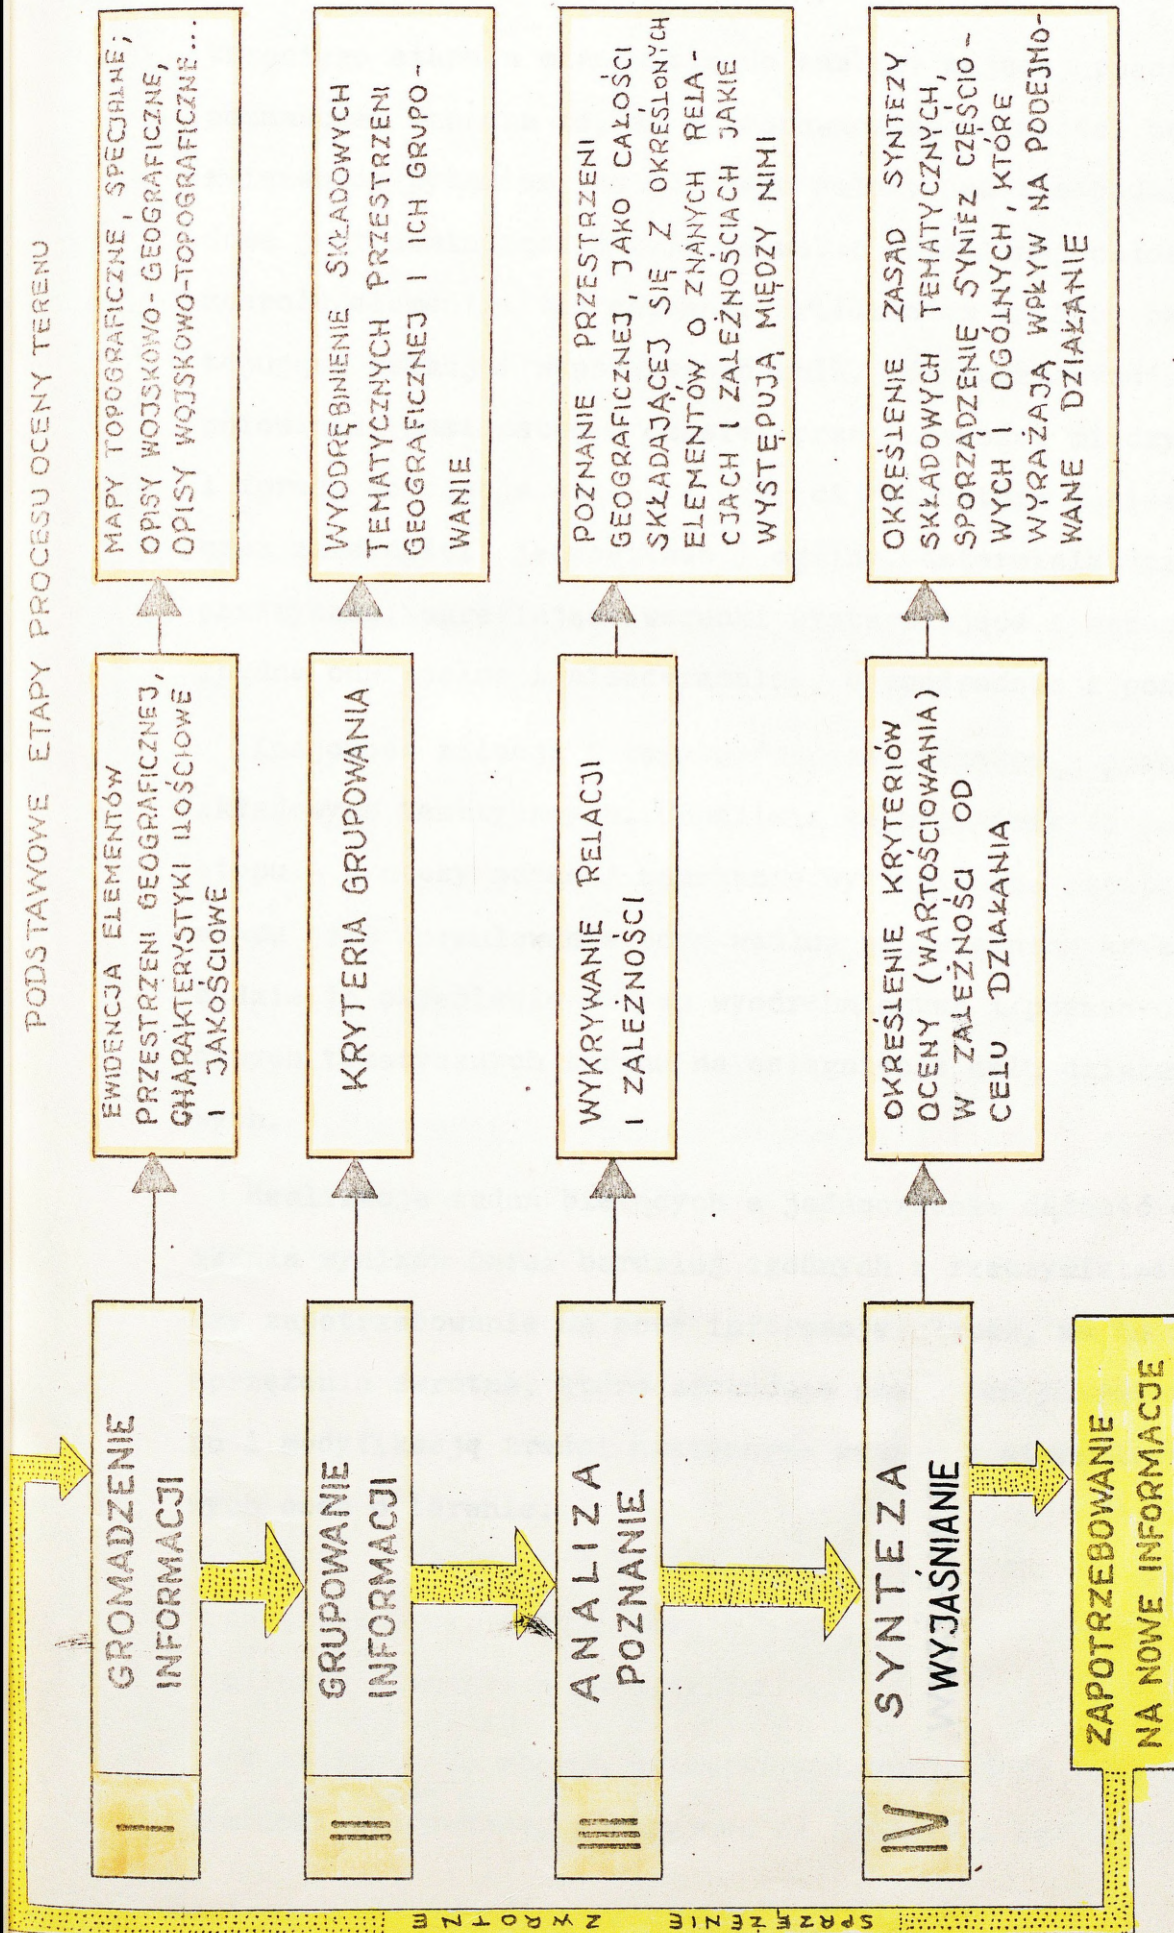 PODSTAWOWE ETAPY PROCESU OCENY TERENU
I
GROMADZENIE
INFORMACJI
EWIDENCJA ELEMENTÓW
PRZESTRZENI GEOGRAFICZNEJ,
CHARAKTERYSTYKI ILOŚCIOWE
I JAKOŚCIOWE
MAPY TOPOGRAFICZNE, SPECJALNE;
OPISY WOJSKOWO-GEOGRAFICZNE,
OPISY WOJSKOWO-TOPOGRAFICZNE...
II
GRUPOWANIE
INFORMACJI
KRYTERIA GRUPOWANIA
WYODRĘBNIENIE SKŁADOWYCH
TEMATYCZNYCH PRZESTRZENI
GEOGRAFICZNEJ I ICH GRUPO-
WANIE
III
ANALIZA
POZNANIE
WYKRYWANIE RELACJI
I ZALEŻNOŚCI
POZNANIE PRZESTRZENI
GEOGRAFICZNEJ, JAKO CAŁOŚCI
SKŁADAJĄCEJ SIĘ Z OKREŚLONYCH
ELEMENTÓW O ZNANYCH RELA-
CJACH I ZALEŻNOŚCIACH JAKIE
WYSTĘPUJĄ MIĘDZY NIMI
IV
SYNTEZA
WYJAŚNIANIE
OKREŚLENIE KRYTERIÓW
OCENY (WARTOŚCIOWANIA)
W ZALEŻNOŚCI OD
CELU DZIAŁANIA
OKREŚLENIE ZASAD SYNTEZY
SKŁADOWYCH TEMATYCZNYCH,
SPORZĄDZENIE SYNTEZ CZĘŚCIO-
WYCH I OGÓLNYCH, KTÓRE
WYRAŻAJĄ WPŁYW NA PODEJMO-
WANE DZIAŁANIE
ZAPOTRZEBOWANIE
NA NOWE INFORMACJE
SPRZĘŻENIE ZWROTNE